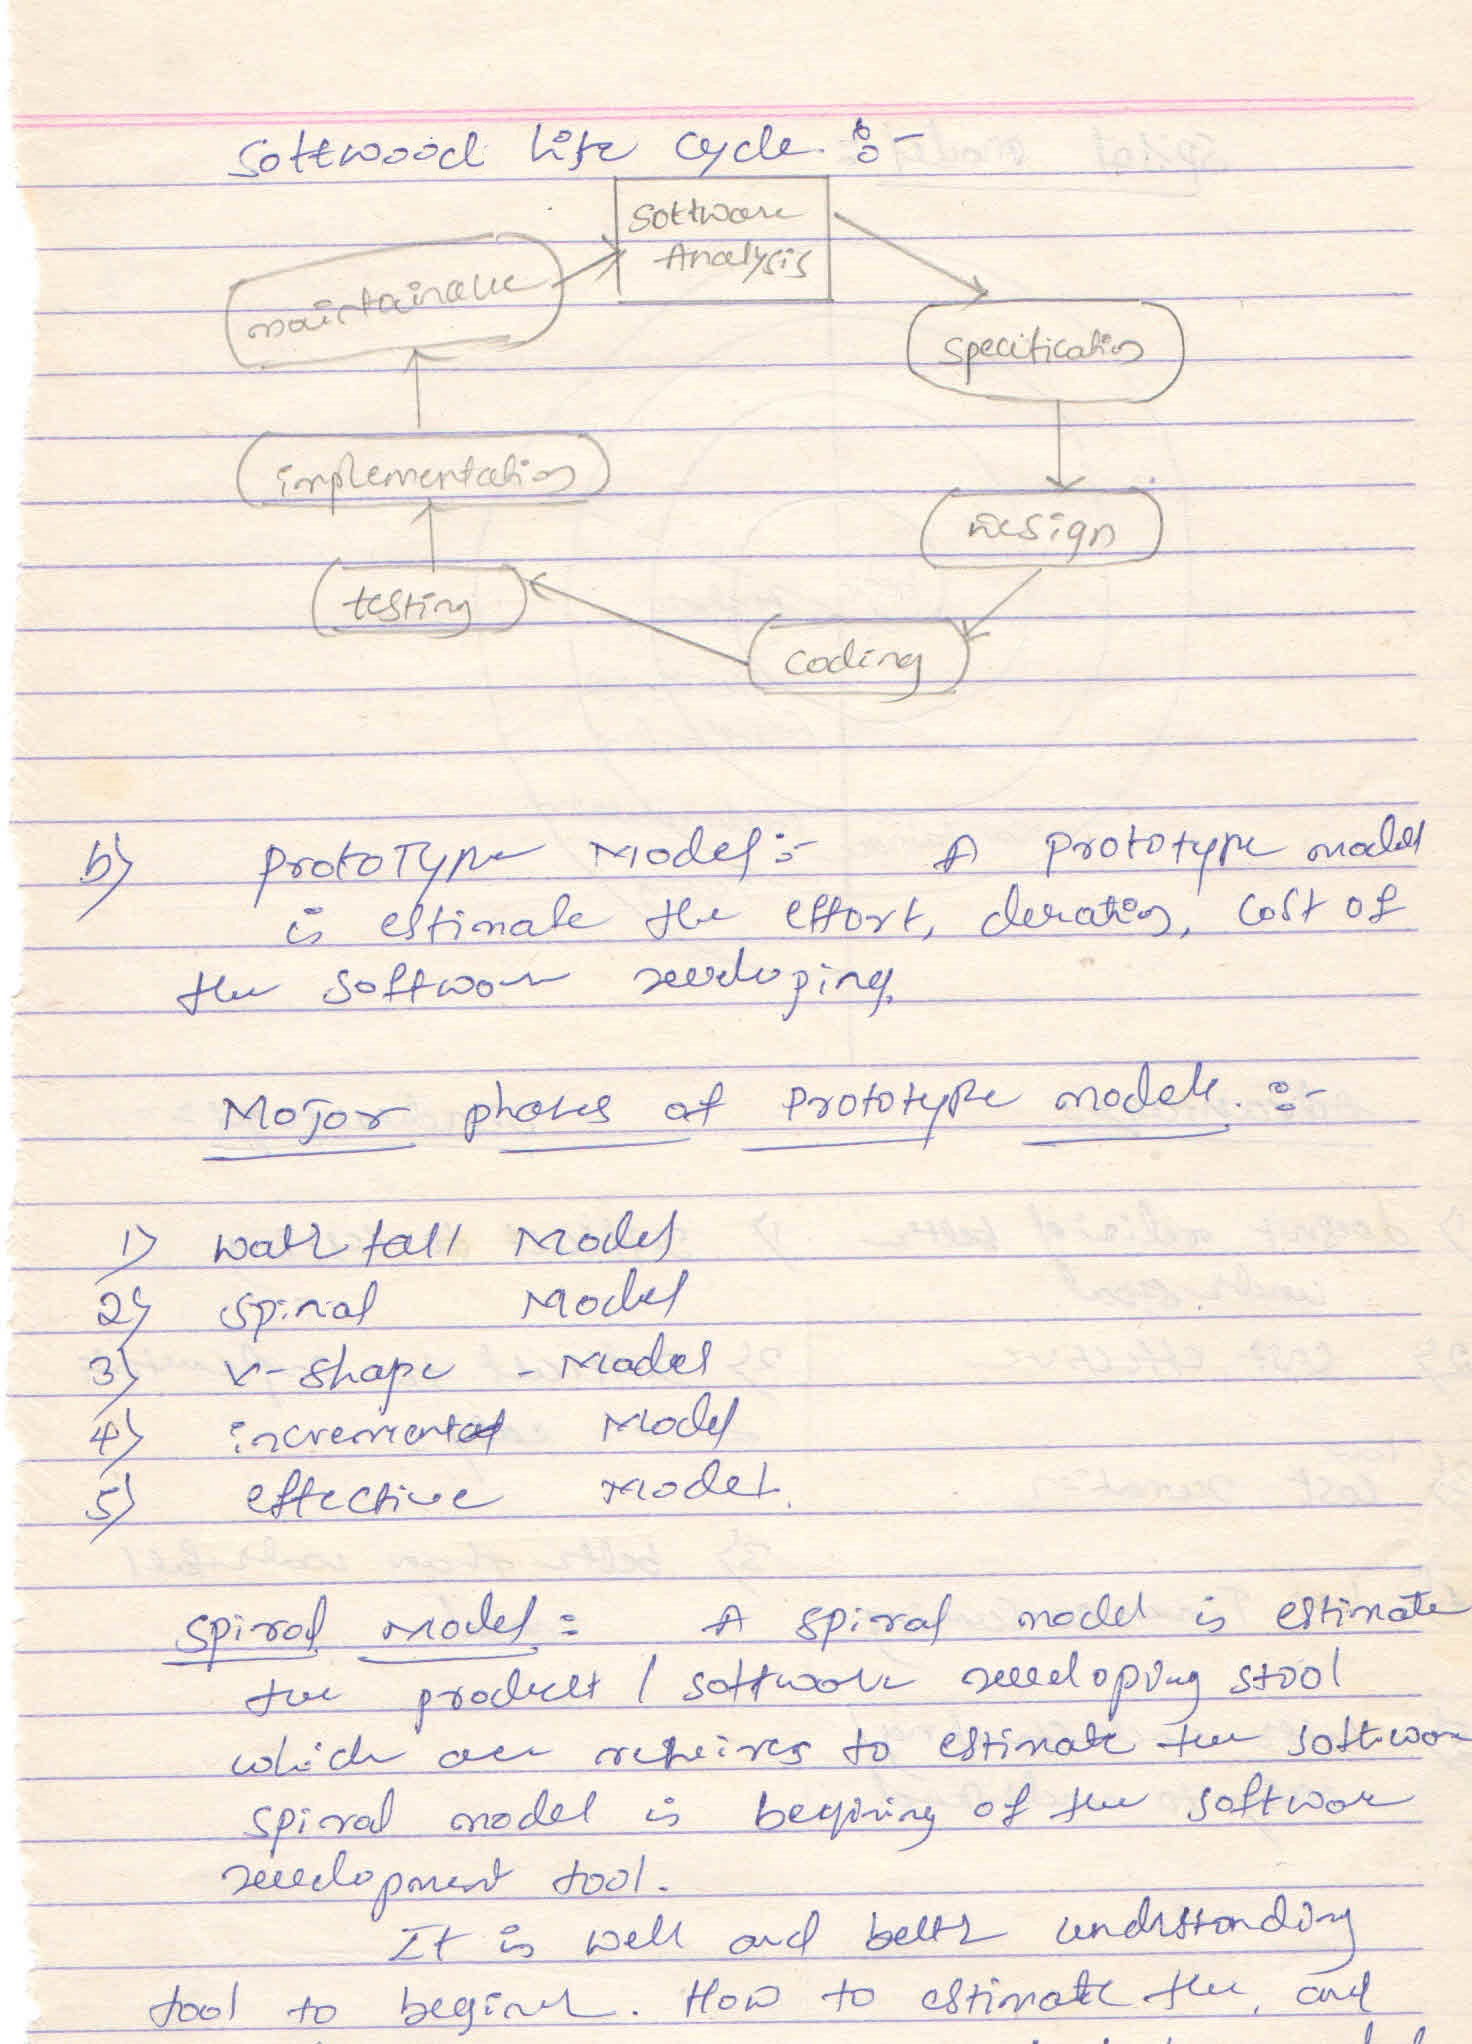 Softwood life cycle :-
Software
Analysis
maintainance
specification
implementation
Design
testing
coding
b) Prototype Model :- A prototype model
is estimate the effort, duration, cost of
the software developing.
Major phases of Prototype model. :-
1) water fall Model
2) spiral Model
3) v-shape - Model
4) incremental Model
5) effective Model.
Spiral Model : A spiral model is estimate
the product / software developing stool
which are requires to estimate the software
spiral model is begining of the software
development tool.
It is well and better understanding
tool to beginer. How to estimate the, and